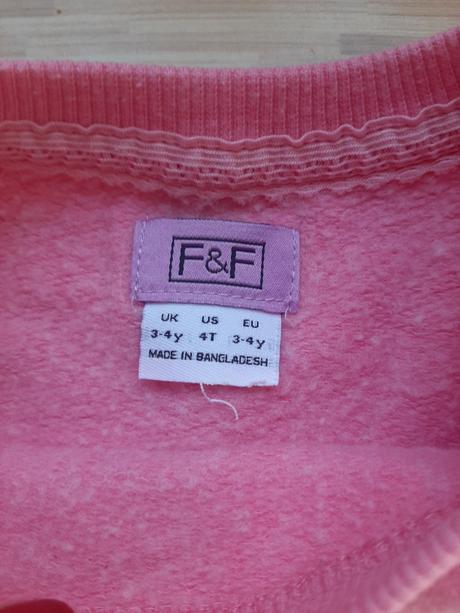 F&F
UK US EU
3-4y 4T 3-4y
MADE IN BANGLADESH